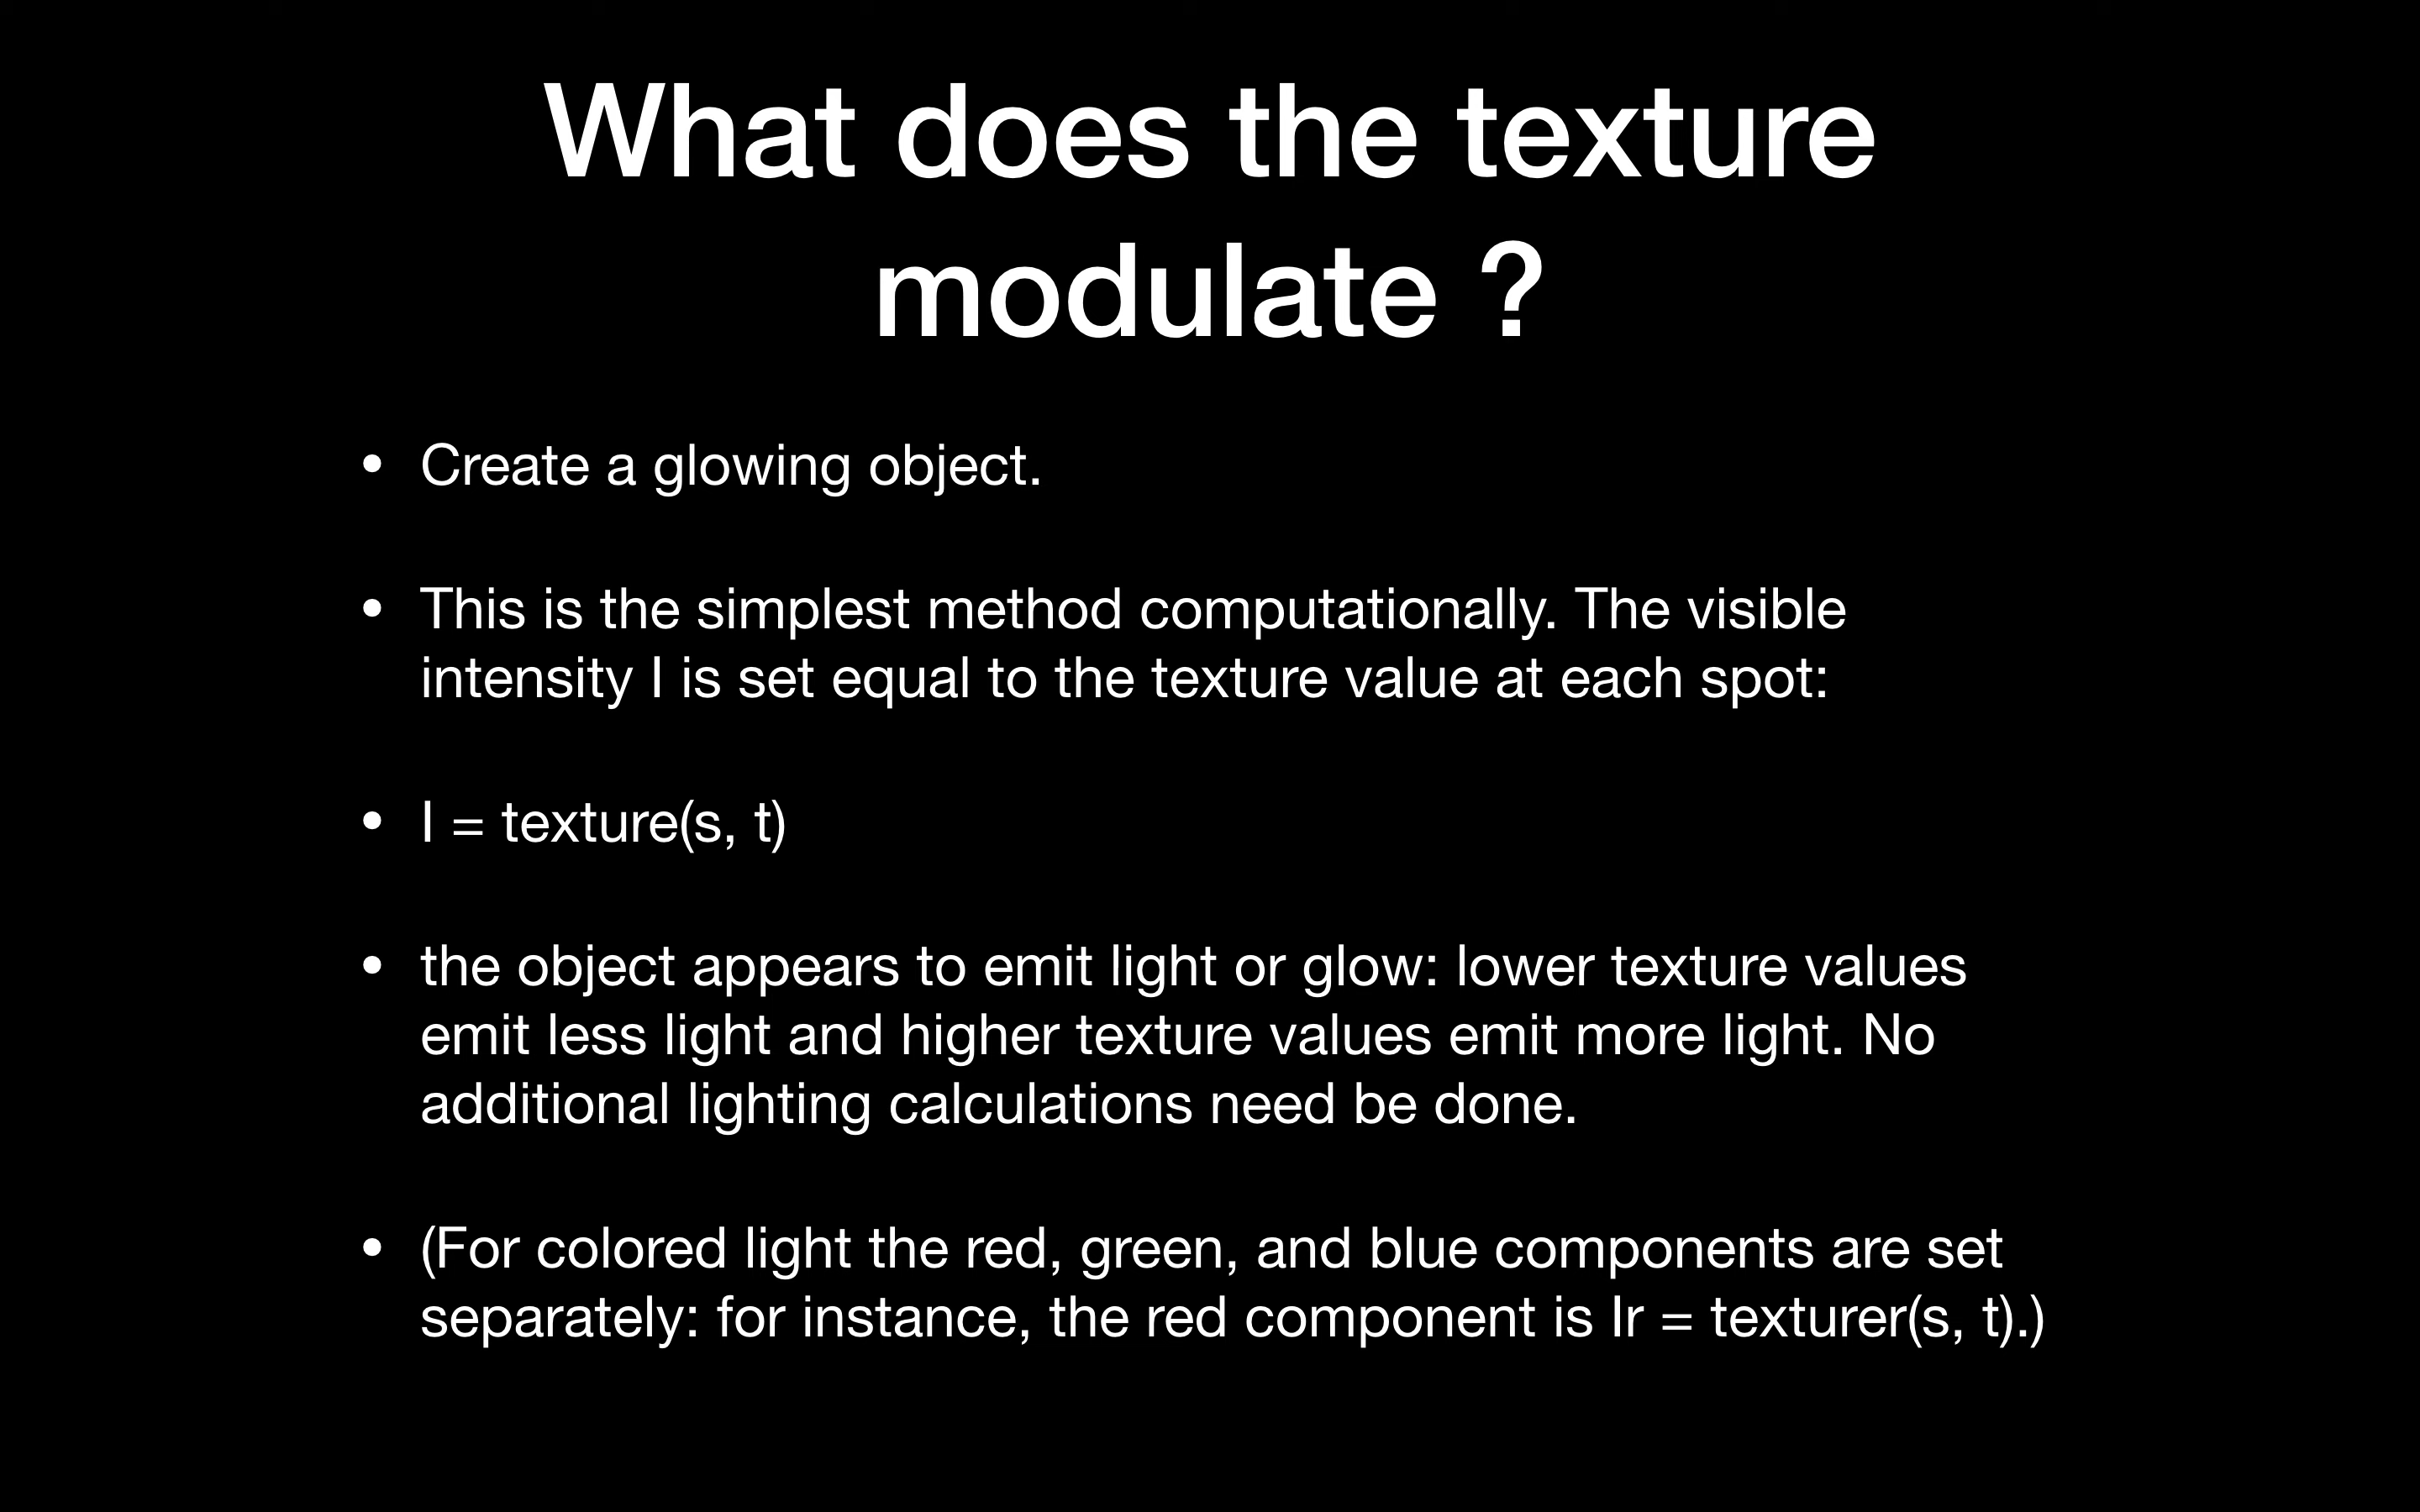 What does the texture
modulate ?
• Create a glowing object.
• This is the simplest method computationally. The visible
intensity I is set equal to the texture value at each spot:
• I = texture(s, t)
• the object appears to emit light or glow: lower texture values
emit less light and higher texture values emit more light. No
additional lighting calculations need be done.
• (For colored light the red, green, and blue components are set
separately: for instance, the red component is Ir = texturer(s, t).)